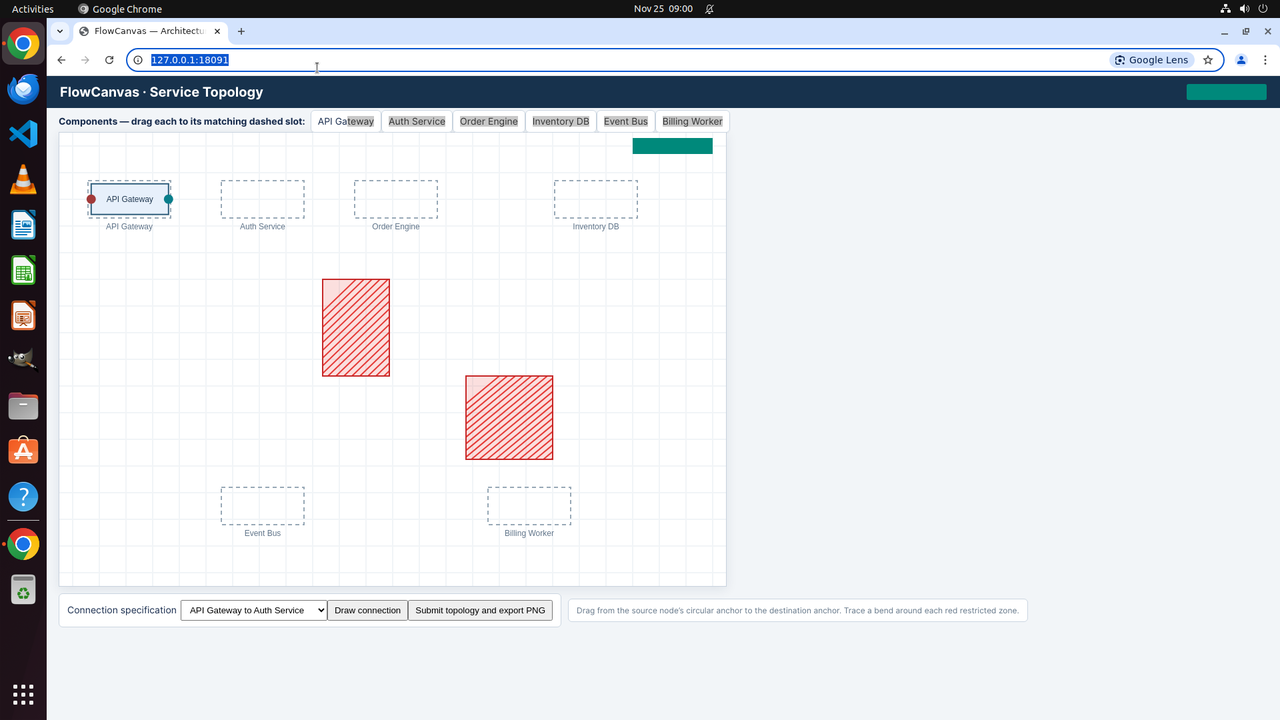 Activities
Google Chrome
Nov 25 09:00
FlowCanvas — Architectu
127.0.0.1:18091
Google Lens
FlowCanvas · Service Topology
Components — drag each to its matching dashed slot:
API Gateway
Auth Service
Order Engine
Inventory DB
Event Bus
Billing Worker
API Gateway
API Gateway
Auth Service
Order Engine
Inventory DB
Event Bus
Billing Worker
Connection specification
API Gateway to Auth Service
Draw connection
Submit topology and export PNG
Drag from the source node's circular anchor to the destination anchor. Trace a bend around each red restricted zone.